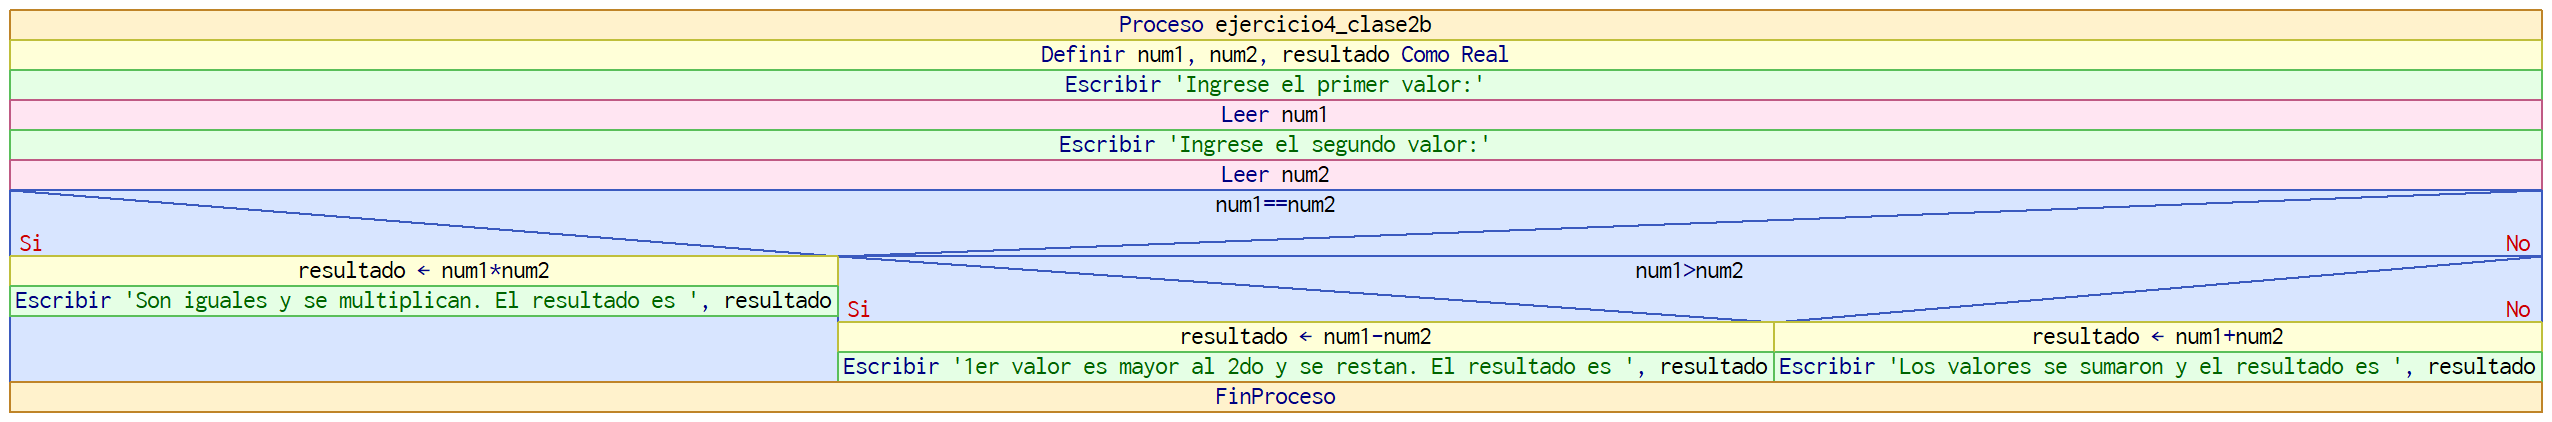 Proceso ejercicio4_clase2b
Definir num1, num2, resultado Como Real
Escribir 'Ingrese el primer valor:'
Leer num1
Escribir 'Ingrese el segundo valor:'
Leer num2
num1==num2
Si
No
resultado ← num1*num2
Escribir 'Son iguales y se multiplican. El resultado es ', resultado
num1>num2
Si
No
resultado ← num1-num2
Escribir '1er valor es mayor al 2do y se restan. El resultado es ', resultado
resultado ← num1+num2
Escribir 'Los valores se sumaron y el resultado es ', resultado
FinProceso